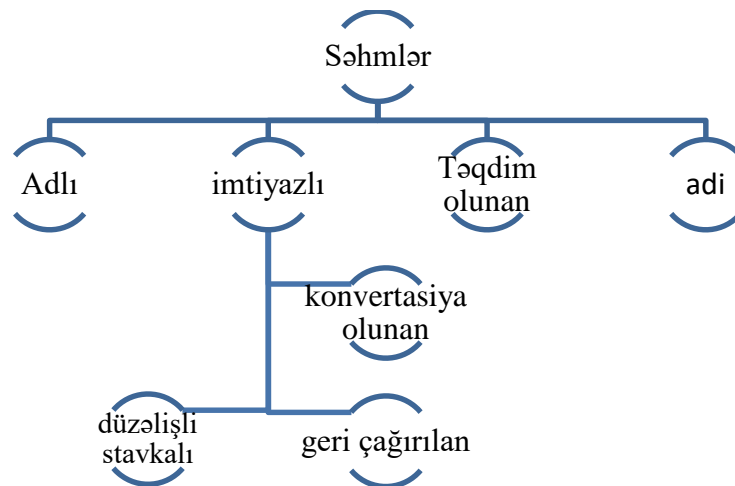 Səhmlər
Adlı
imtiyazlı
Təqdim
olunan
adi
konvertasiya
olunan
düzəlişli
stavkalı
geri çağırılan